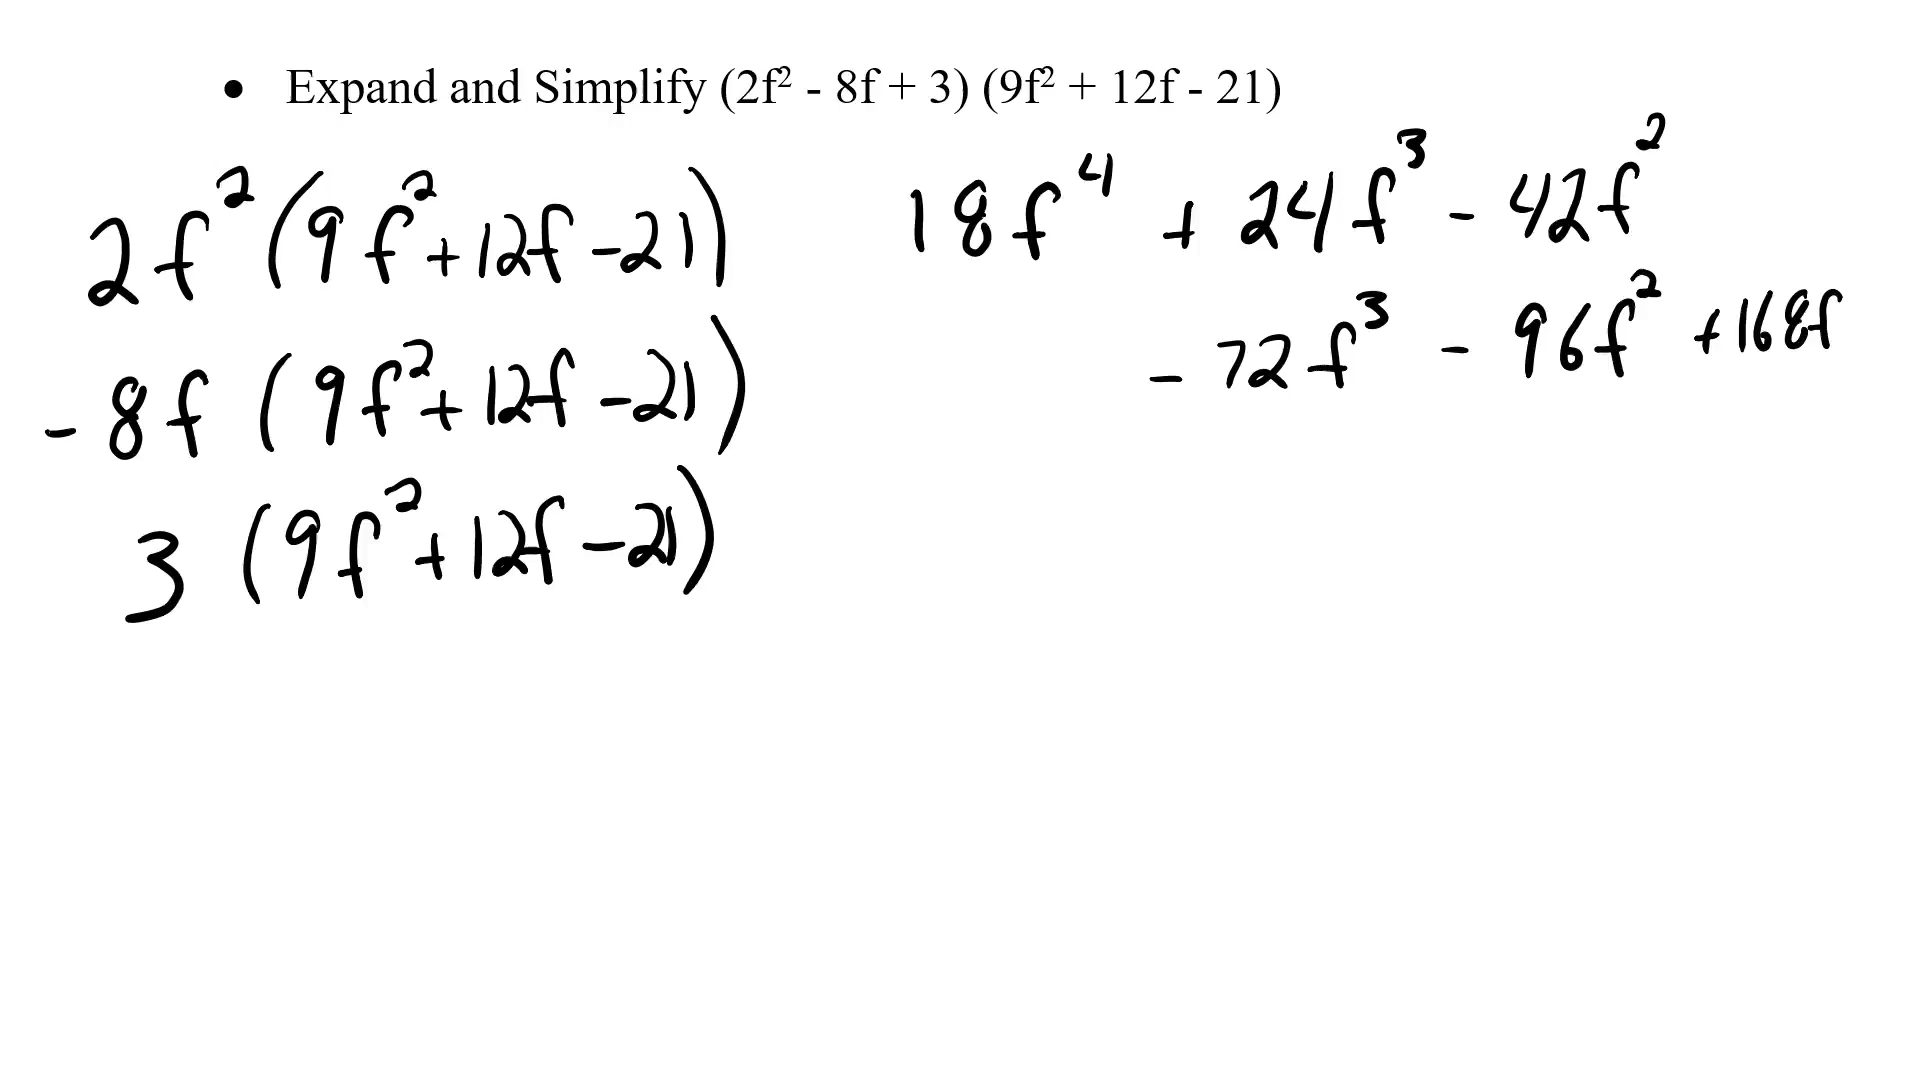 • Expand and Simplify (2f² - 8f + 3) (9f² + 12f - 21)
2f²(9f²+12f-21)
18f⁴ + 24f³ - 42f²
- 8f (9f²+12f-21)
- 72f³ - 96f² +168f
3 (9f²+12f-21)